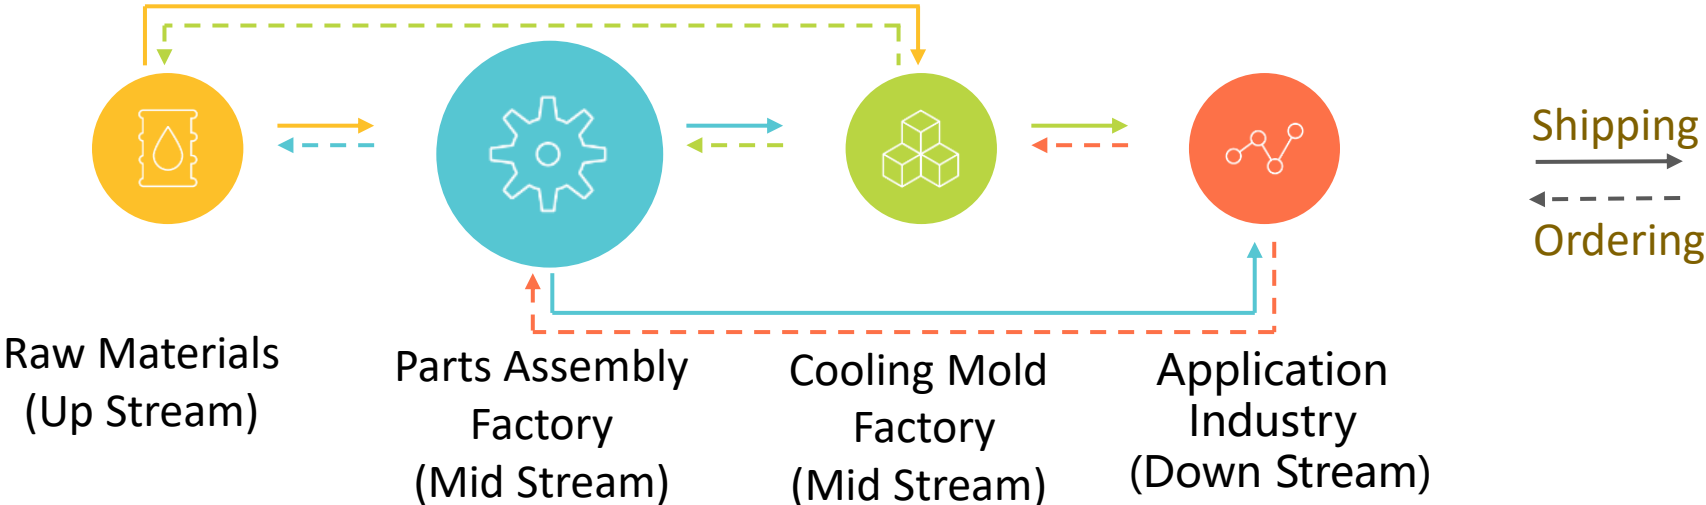 Shipping
Ordering
Raw Materials
(Up Stream)
Parts Assembly
Factory
(Mid Stream)
Cooling Mold
Factory
(Mid Stream)
Application
Industry
(Down Stream)